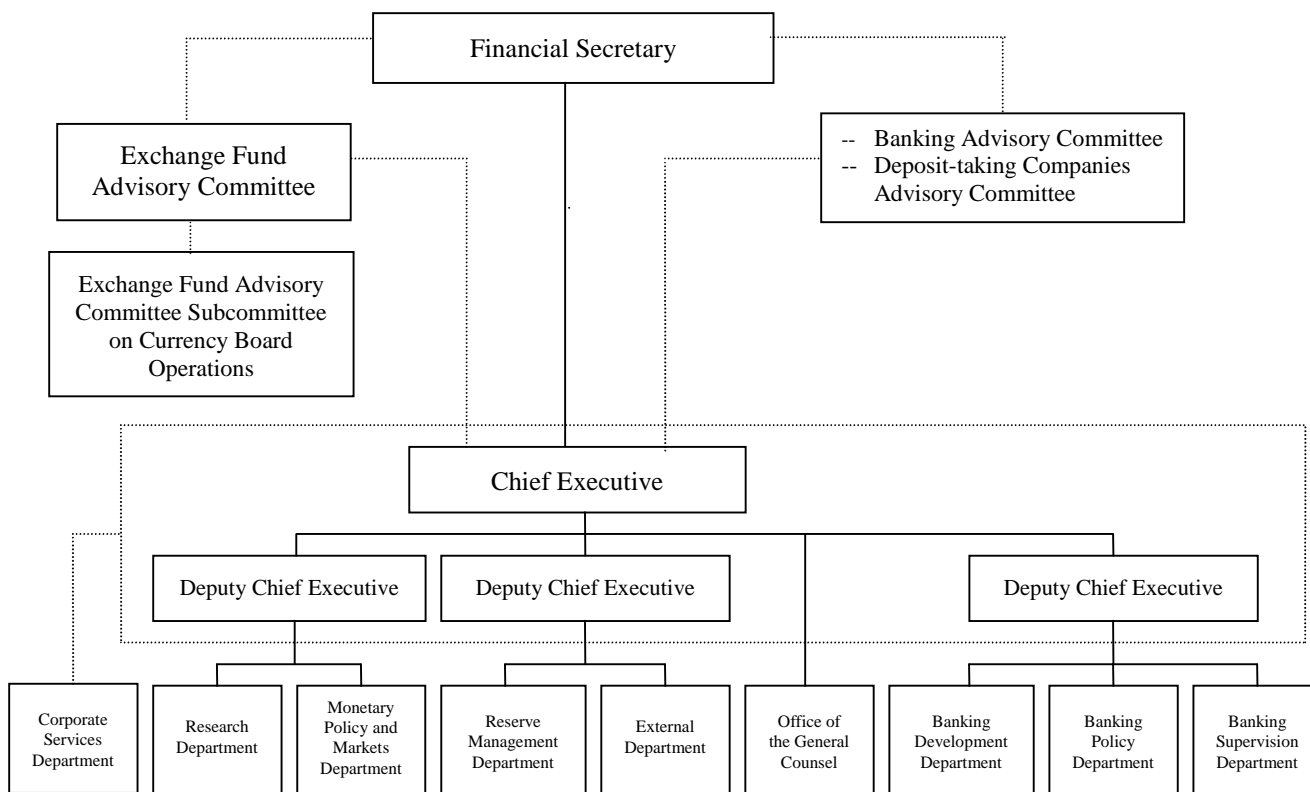 Financial Secretary
Exchange Fund
Advisory Committee
-- Banking Advisory Committee
-- Deposit-taking Companies
Advisory Committee
Exchange Fund Advisory
Committee Subcommittee
on Currency Board
Operations
Chief Executive
Deputy Chief Executive
Deputy Chief Executive
Deputy Chief Executive
Corporate
Services
Department
Research
Department
Monetary
Policy and
Markets
Department
Reserve
Management
Department
External
Department
Office of
the General
Counsel
Banking
Development
Department
Banking
Policy
Department
Banking
Supervision
Department